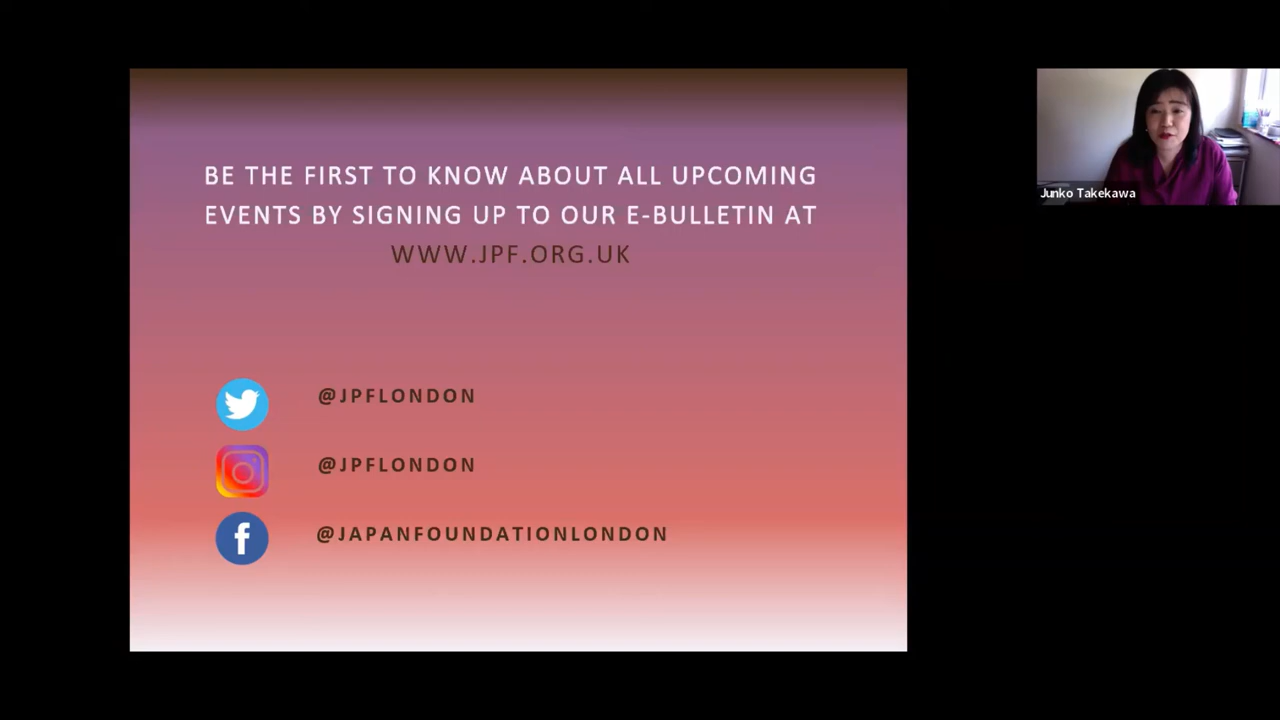 BE THE FIRST TO KNOW ABOUT ALL UPCOMING
EVENTS BY SIGNING UP TO OUR E-BULLETIN AT
WWW.JPF.ORG.UK
@JPFLONDON
@JPFLONDON
@JAPANFOUNDATIONLONDON
Junko Takekawa